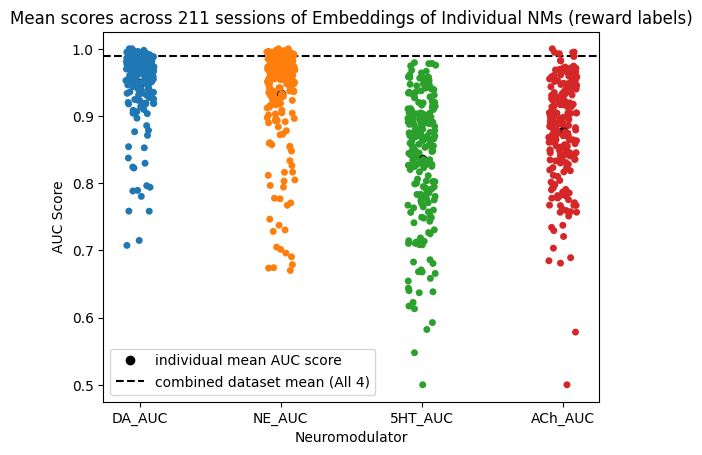 Mean scores across 211 sessions of Embeddings of Individual NMs (reward labels)
1.0
0.9
0.8
0.7
0.6
0.5
AUC Score
individual mean AUC score
combined dataset mean (All 4)
DA_AUC NE_AUC 5HT_AUC ACh_AUC
Neuromodulator